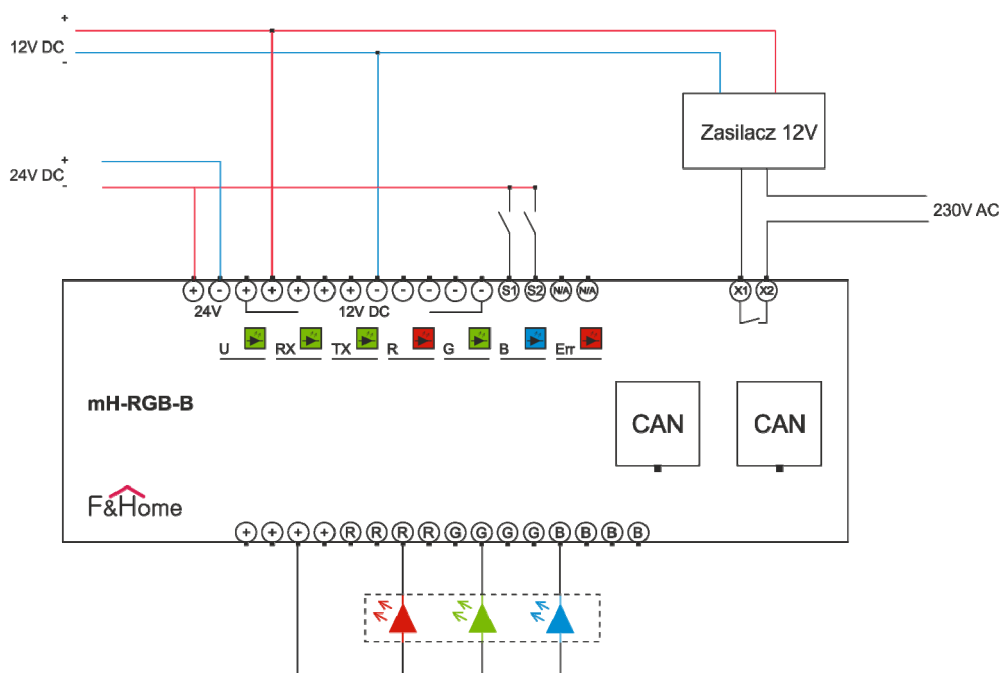 +
12V DC
-
Zasilacz 12V
+
24V DC
-
230V AC
+ - + + + + + - - - - - S1 S2 N/A N/A X1 X2
24V 12V DC
U RX TX R G B Err
mH-RGB-B
CAN CAN
F&Home
+ + + + R R R R G G G G B B B B